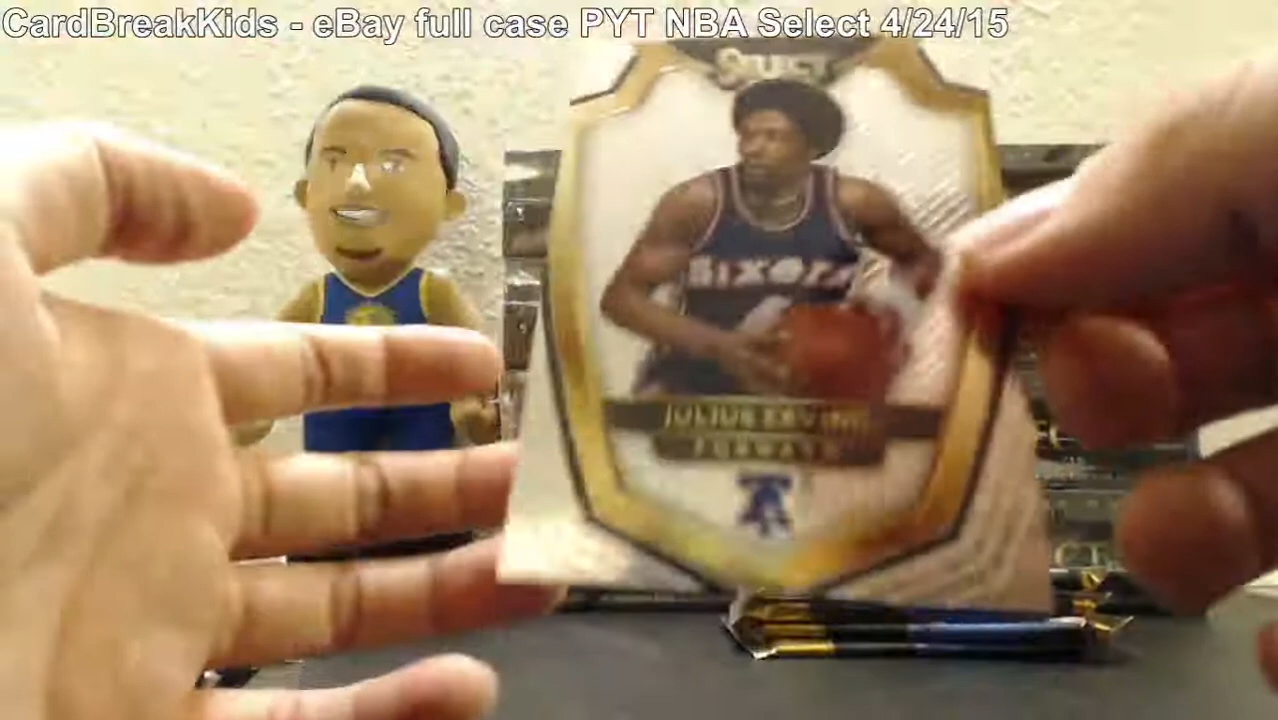 CardBreakKids - eBay full case PYT NBA Select 4/24/15
SELECT
SIXERS
JULIUS ERVING
FORWARD